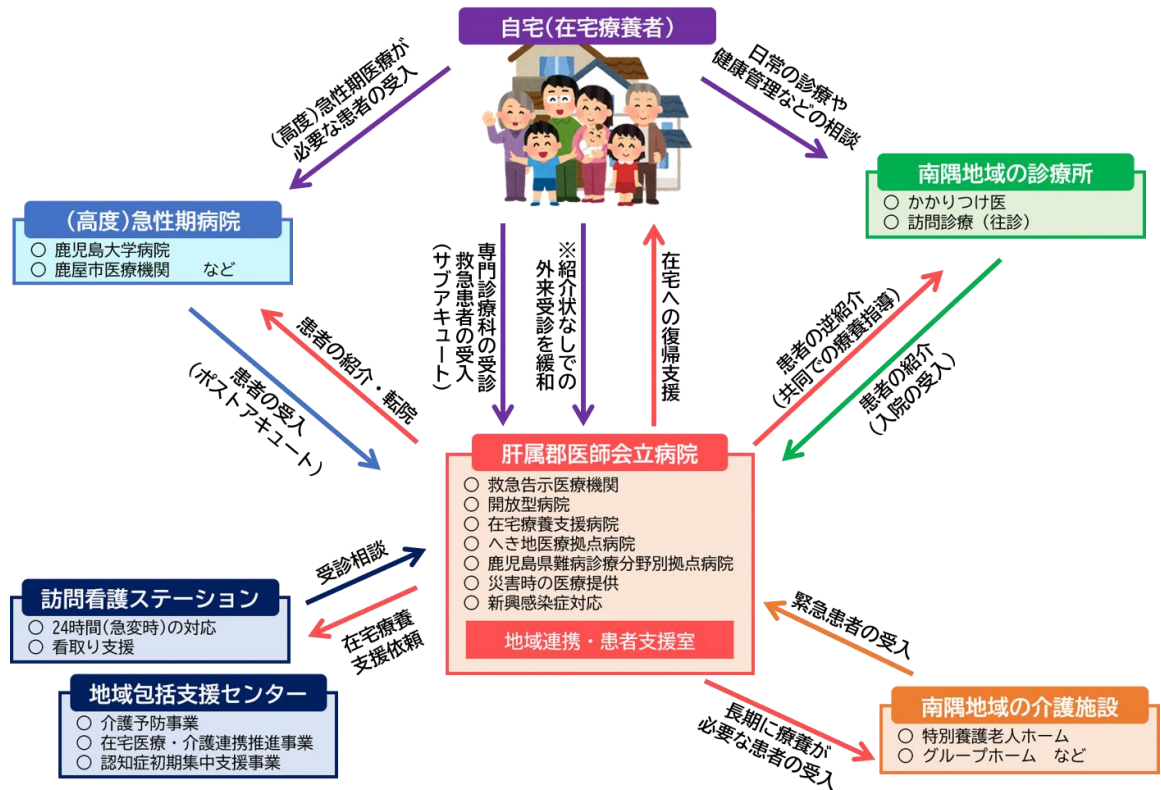 自宅(在宅療養者)
(高度)急性期医療が
必要な患者の受入
日常の診療や
健康管理などの相談
(高度)急性期病院
○ 鹿児島大学病院
○ 鹿屋市医療機関　など
南隅地域の診療所
○ かかりつけ医
○ 訪問診療(往診)
専門診療科の受診
救急患者の受入
(サブアキュート)
※紹介状なしでの
外来受診を緩和
在宅への復帰支援
患者の紹介・転院
患者の受入
(ポストアキュート)
患者の逆紹介
(共同での療養指導)
患者の紹介
(入院の受入)
肝属郡医師会立病院
○ 救急告示医療機関
○ 開放型病院
○ 在宅療養支援病院
○ へき地医療拠点病院
○ 鹿児島県難病診療分野別拠点病院
○ 災害時の医療提供
○ 新興感染症対応
地域連携・患者支援室
受診相談
在宅療養
支援依頼
訪問看護ステーション
○ 24時間(急変時)の対応
○ 看取り支援
地域包括支援センター
○ 介護予防事業
○ 在宅医療・介護連携推進事業
○ 認知症初期集中支援事業
緊急患者の受入
長期に療養が
必要な患者の受入
南隅地域の介護施設
○ 特別養護老人ホーム
○ グループホーム　など